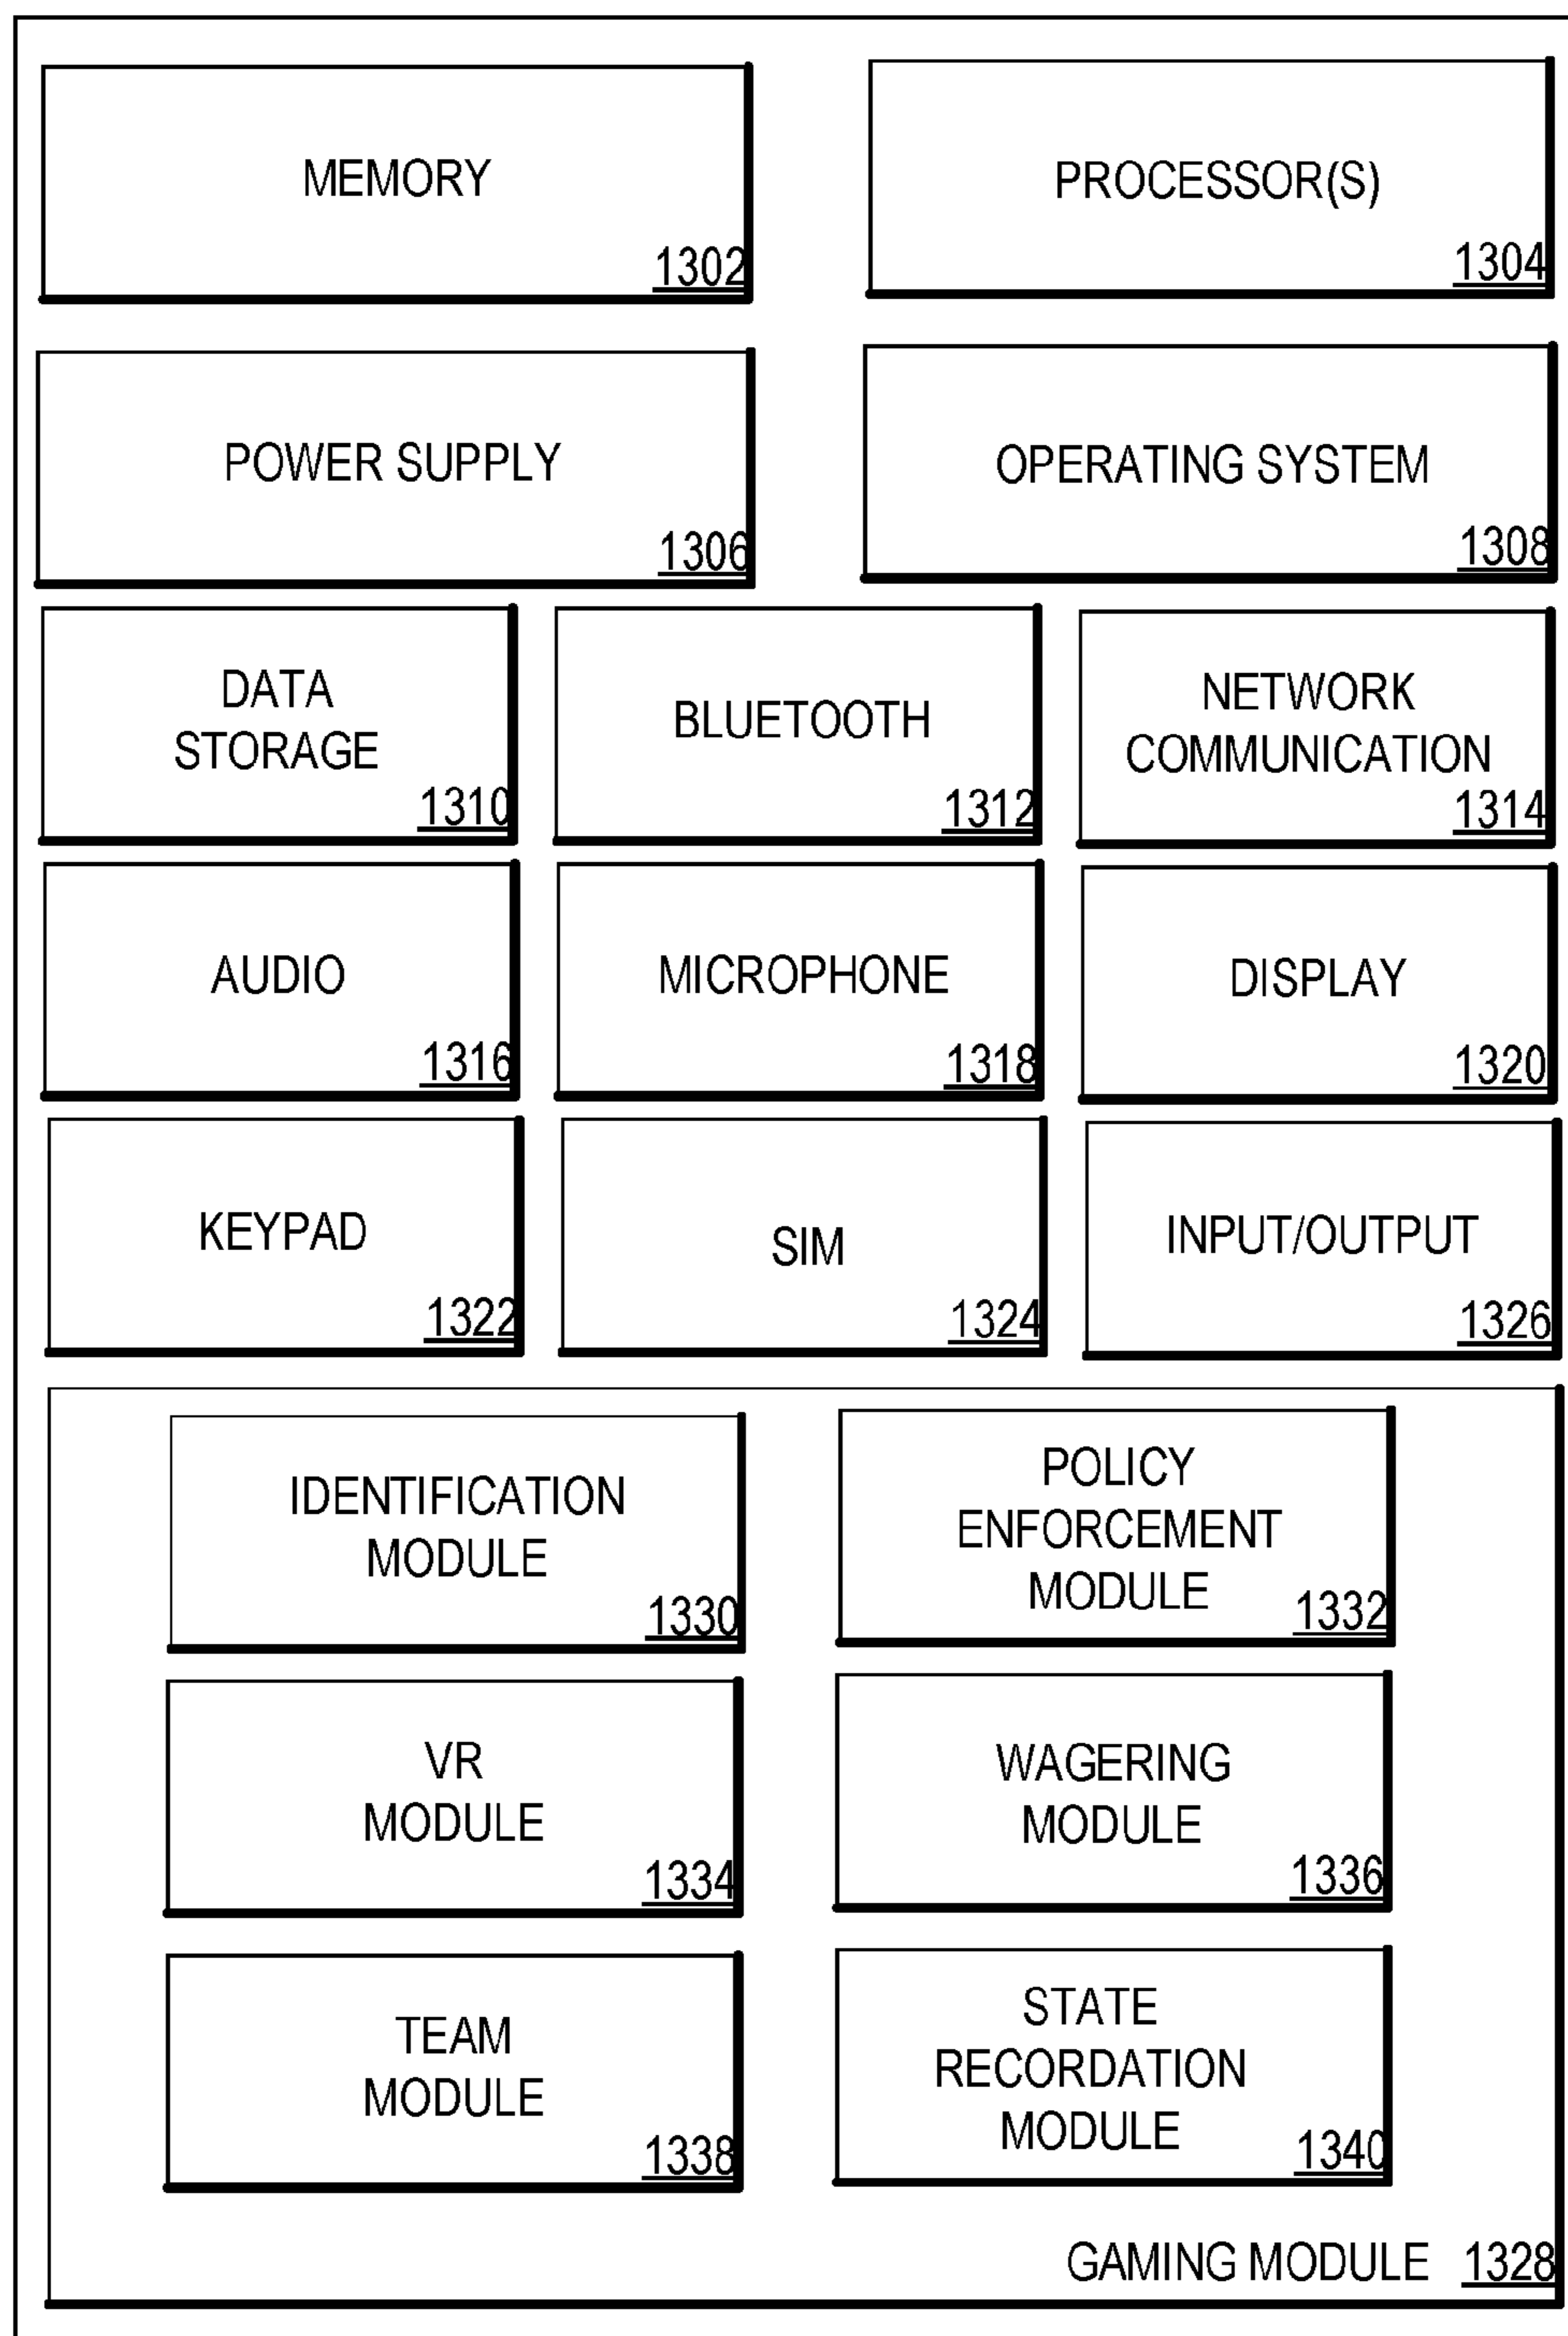 MEMORY
1302
PROCESSOR(S)
1304
POWER SUPPLY
1306
OPERATING SYSTEM
1308
DATA
STORAGE
1310
BLUETOOTH
1312
NETWORK
COMMUNICATION
1314
AUDIO
1316
MICROPHONE
1318
DISPLAY
1320
KEYPAD
1322
SIM
1324
INPUT/OUTPUT
1326
IDENTIFICATION
MODULE
1330
POLICY
ENFORCEMENT
MODULE
1332
VR
MODULE
1334
WAGERING
MODULE
1336
TEAM
MODULE
1338
STATE
RECORDATION
MODULE
1340
GAMING MODULE 1328